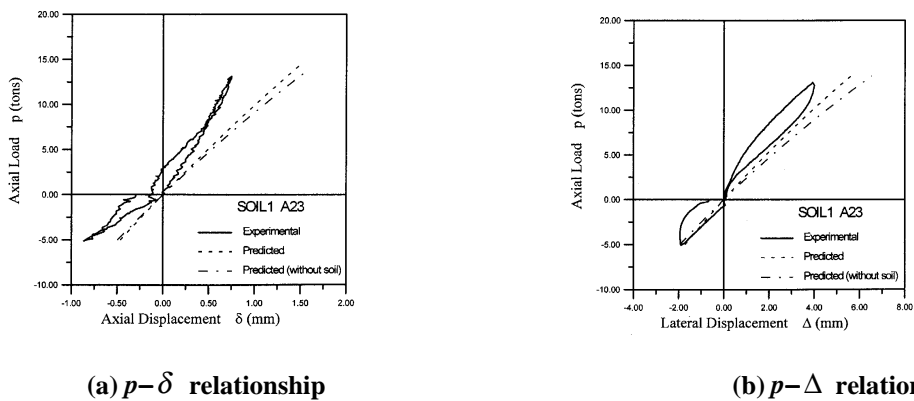 20.00
15.00
10.00
5.00
0.00
-5.00
-10.00
Axial Load p (tons)
SOIL1 A23
Experimental
Predicted
Predicted (without soil)
-1.00 -0.50 0.00 0.50 1.00 1.50 2.00
Axial Displacement δ (mm)
(a) p−δ relationship
20.00
15.00
10.00
5.00
0.00
-5.00
-10.00
Axial Load p (tons)
SOIL1 A23
Experimental
Predicted
Predicted (without soil)
-4.00 -2.00 0.00 2.00 4.00 6.00 8.00
Lateral Displacement Δ (mm)
(b) p−Δ relation